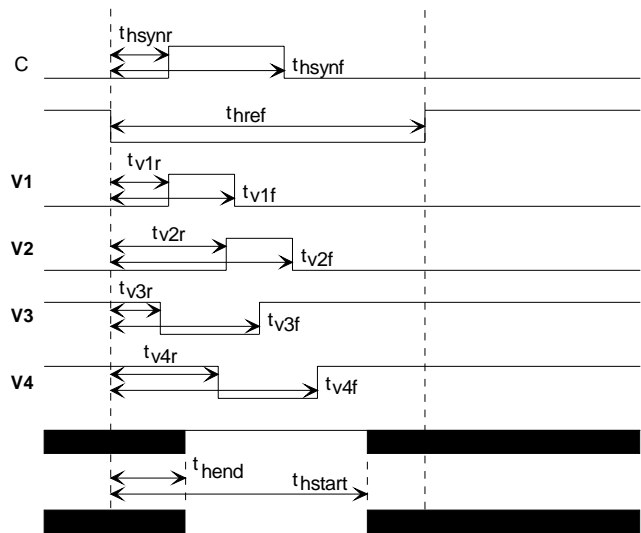 thsynr
C
thsynf
thref
tv1r
V1
tv1f
tv2r
V2
tv2f
tv3r
V3
tv3f
tv4r
V4
tv4f
thend
thstart